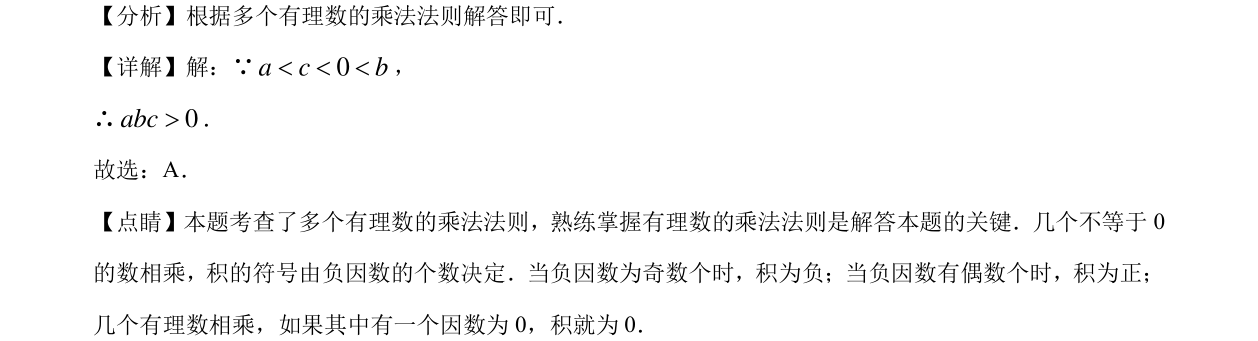 【分析】根据多个有理数的乘法法则解答即可．
【详解】解：∵a<c<0<b，
∴abc>0．
故选：A．
【点睛】本题考查了多个有理数的乘法法则，熟练掌握有理数的乘法法则是解答本题的关键．几个不等于0
的数相乘，积的符号由负因数的个数决定．当负因数为奇数个时，积为负；当负因数有偶数个时，积为正；
几个有理数相乘，如果其中有一个因数为0，积就为0．